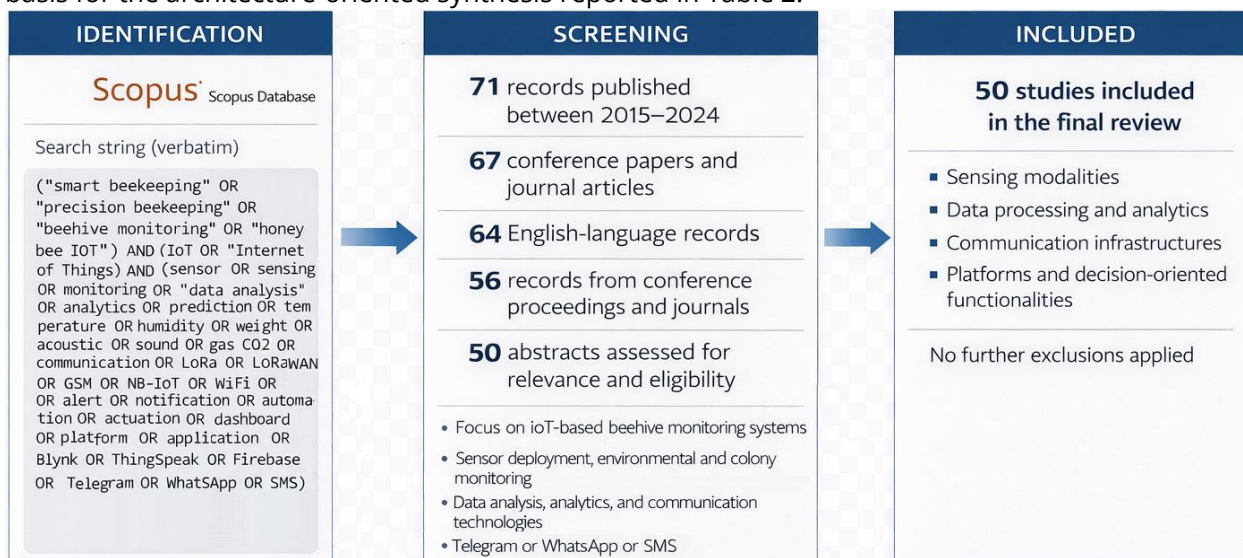 basis for the architecture-oriented synthesis reported in Table 2.
IDENTIFICATION
Scopus Scopus Database
Search string (verbatim)
("smart beekeeping" OR
"precision beekeeping" OR
"beehive monitoring" OR "honey
bee IOT") AND (IoT OR "Internet
of Things) AND (sensor OR sensing
OR monitoring OR "data analysis"
OR analytics OR prediction OR tem
perature OR humidity OR weight OR
acoustic OR sound OR gas CO2 OR
communication OR LoRa OR LoRaWAN
OR GSM OR NB-IoT OR WiFi OR
OR alert OR notification OR automa
tion OR actuation OR dashboard
OR platform OR application OR
Blynk OR ThingSpeak OR Firebase
OR Telegram OR WhatSApp OR SMS)
SCREENING
71 records published
between 2015–2024
67 conference papers and
journal articles
64 English-language records
56 records from conference
proceedings and journals
50 abstracts assessed for
relevance and eligibility
• Focus on ioT-based beehive monitoring systems
• Sensor deployment, environmental and colony
monitoring
• Data analysis, analytics, and communication
technologies
• Telegram or WhatsApp or SMS
INCLUDED
50 studies included
in the final review
▪ Sensing modalities
▪ Data processing and analytics
▪ Communication infrastructures
▪ Platforms and decision-oriented
functionalities
No further exclusions applied